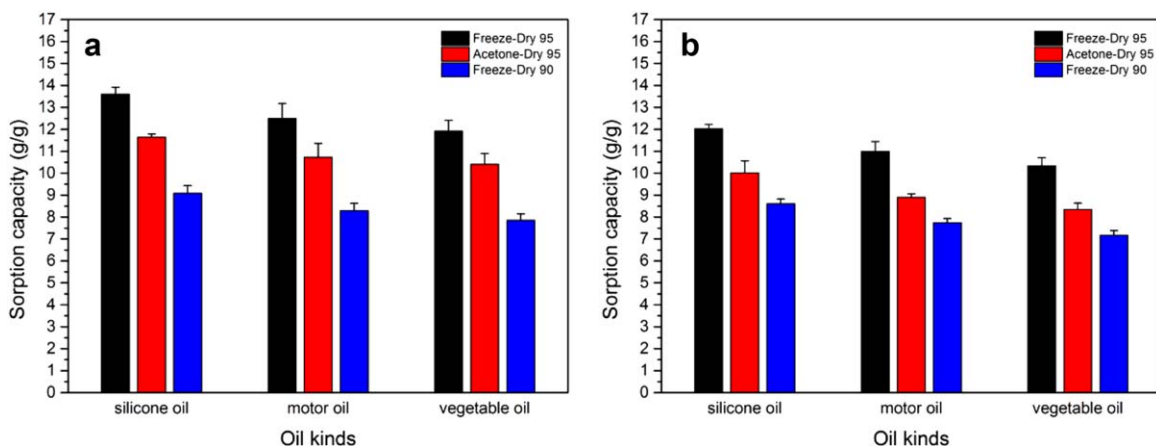 a
Freeze-Dry 95
Acetone-Dry 95
Freeze-Dry 90
17
16
15
14
13
12
11
10
9
8
7
6
5
4
3
2
1
0
Sorption capacity (g/g)
silicone oil motor oil vegetable oil
Oil kinds
b
Freeze-Dry 95
Acetone-Dry 95
Freeze-Dry 90
17
16
15
14
13
12
11
10
9
8
7
6
5
4
3
2
1
0
Sorption capacity (g/g)
silicone oil motor oil vegetable oil
Oil kinds